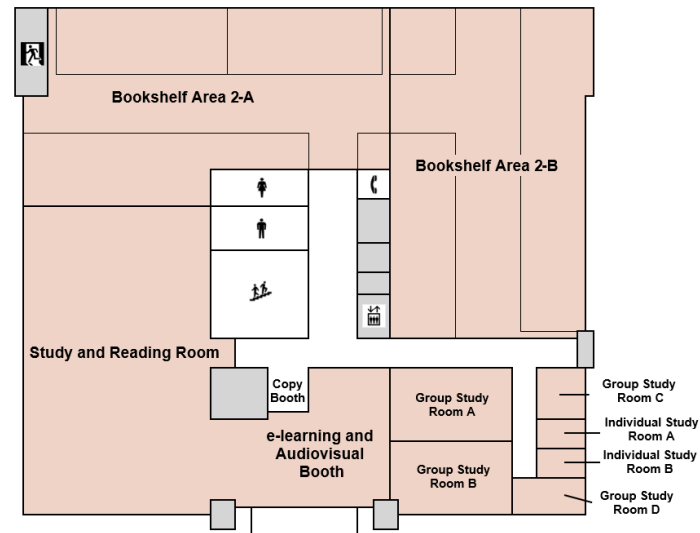 Bookshelf Area 2-A
Bookshelf Area 2-B
Study and Reading Room
Copy
Booth
e-learning and
Audiovisual
Booth
Group Study
Room A
Group Study
Room B
Group Study
Room C
Individual Study
Room A
Individual Study
Room B
Group Study
Room D